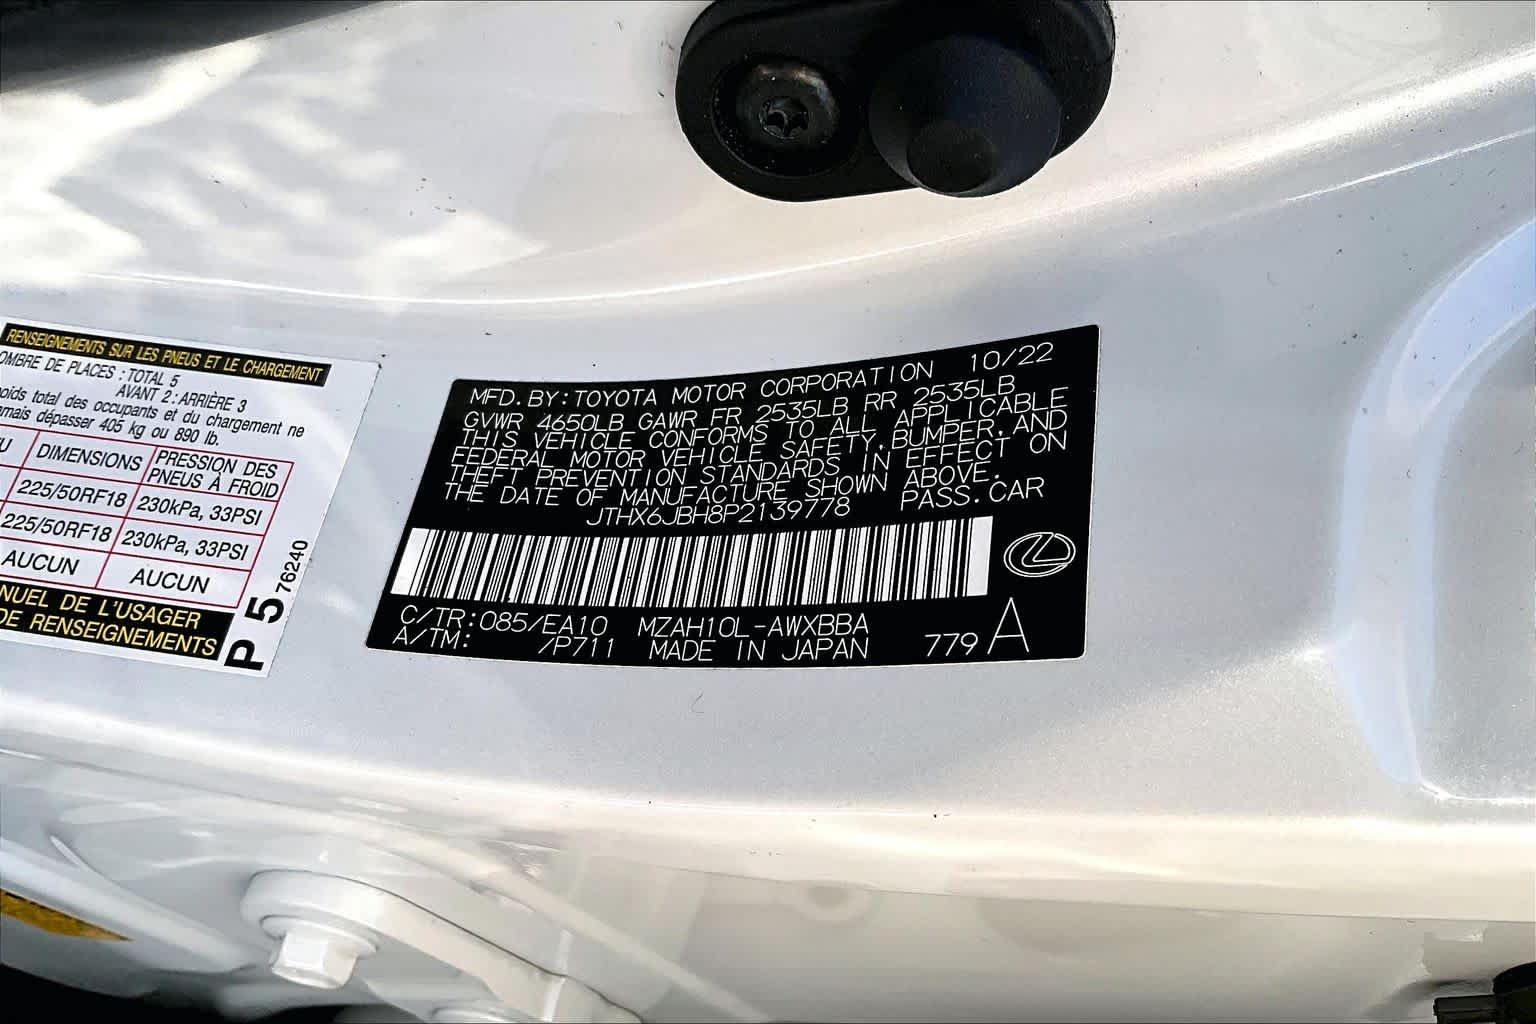 RENSEIGNEMENTS SUR LES PNEUS ET LE CHARGEMENT
OMBRE DE PLACES : TOTAL 5
AVANT 2 : ARRIÈRE 3
oids total des occupants et du chargement ne
amais dépasser 405 kg ou 890 lb.
U DIMENSIONS PRESSION DES PNEUS À FROID
225/50RF18 230kPa, 33PSI
225/50RF18 230kPa, 33PSI
AUCUN AUCUN
NUEL DE L'USAGER
DE RENSEIGNEMENTS
P 5 76240
MFD. BY: TOYOTA MOTOR CORPORATION 10/22
GVWR 4650LB GAWR FR 2535LB RR 2535LB
THIS VEHICLE CONFORMS TO ALL APPLICABLE
FEDERAL MOTOR VEHICLE SAFETY, BUMPER, AND
THEFT PREVENTION STANDARDS IN EFFECT ON
THE DATE OF MANUFACTURE SHOWN ABOVE.
JTHX6JBH8P2139778 PASS. CAR
C/TR: 085/EA10 MZAH10L-AWXBBA
A/TM: /P711 MADE IN JAPAN 779 A